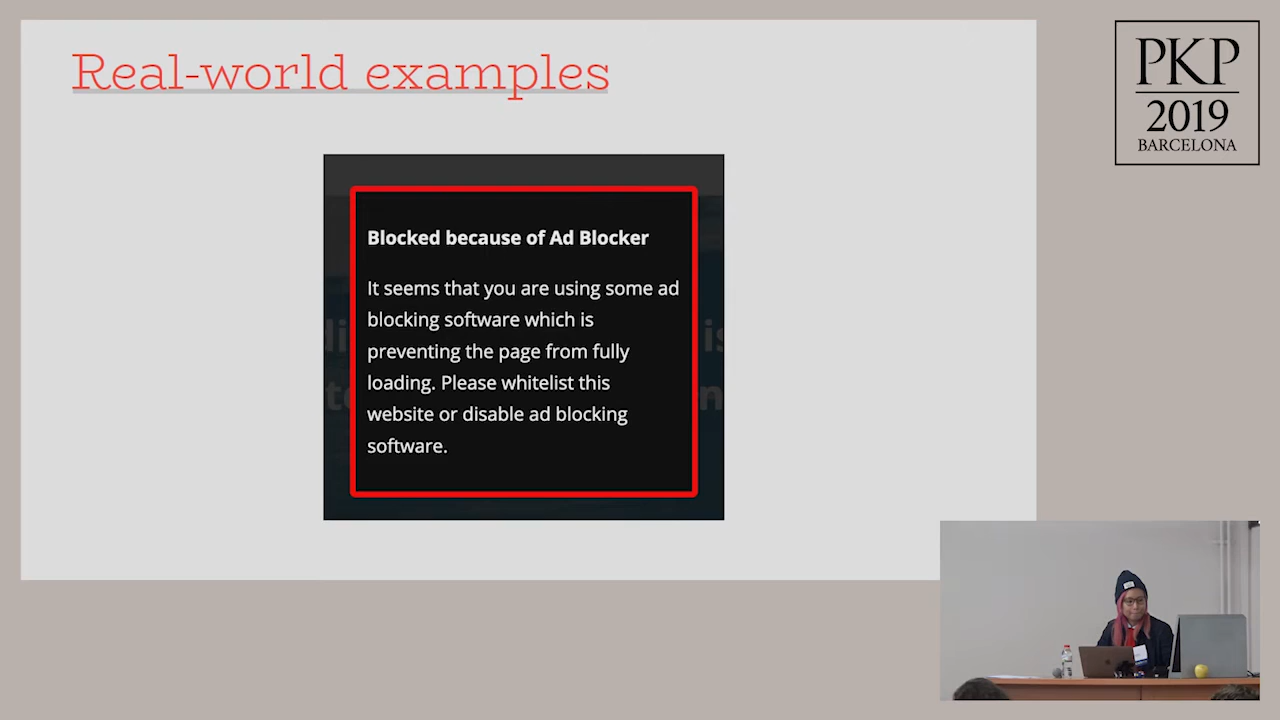 Real-world examples
PKP
2019
BARCELONA
Blocked because of Ad Blocker
It seems that you are using some ad
blocking software which is
preventing the page from fully
loading. Please whitelist this
website or disable ad blocking
software.